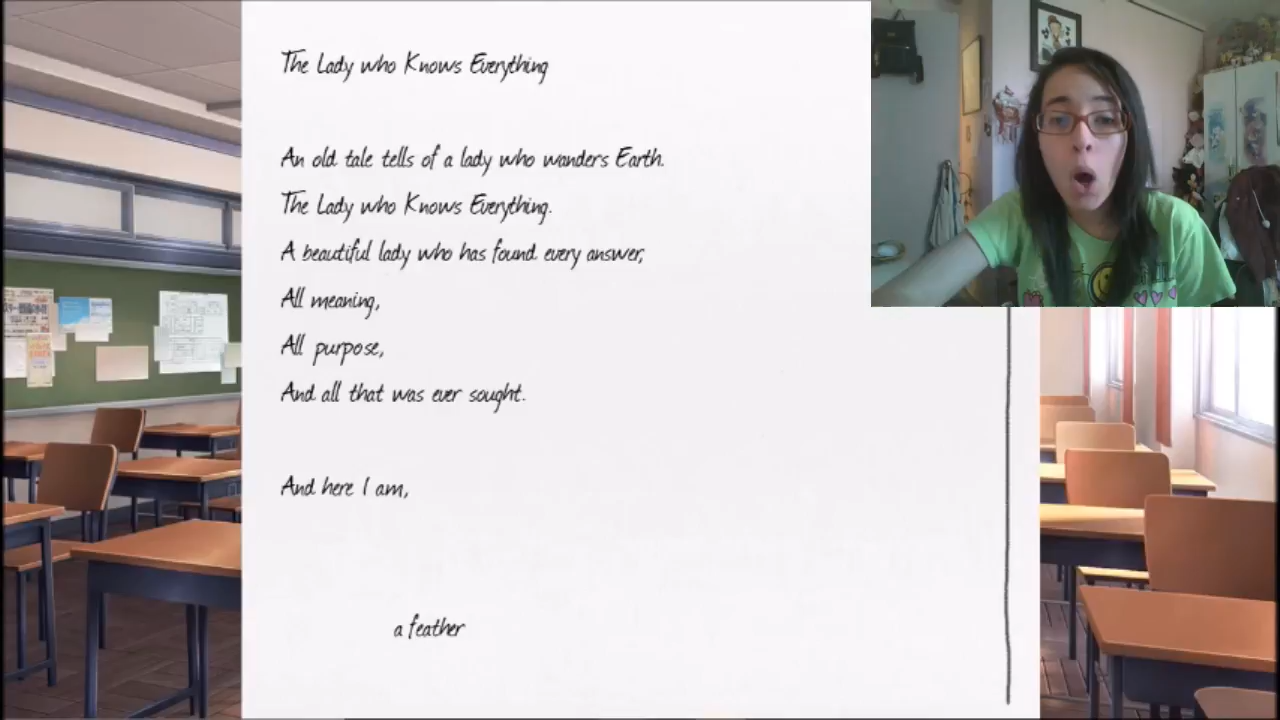 The Lady who Knows Everything
An old tale tells of a lady who wanders Earth.
The Lady who Knows Everything.
A beautiful lady who has found every answer,
All meaning,
All purpose,
And all that was ever sought.
And here I am,
a feather